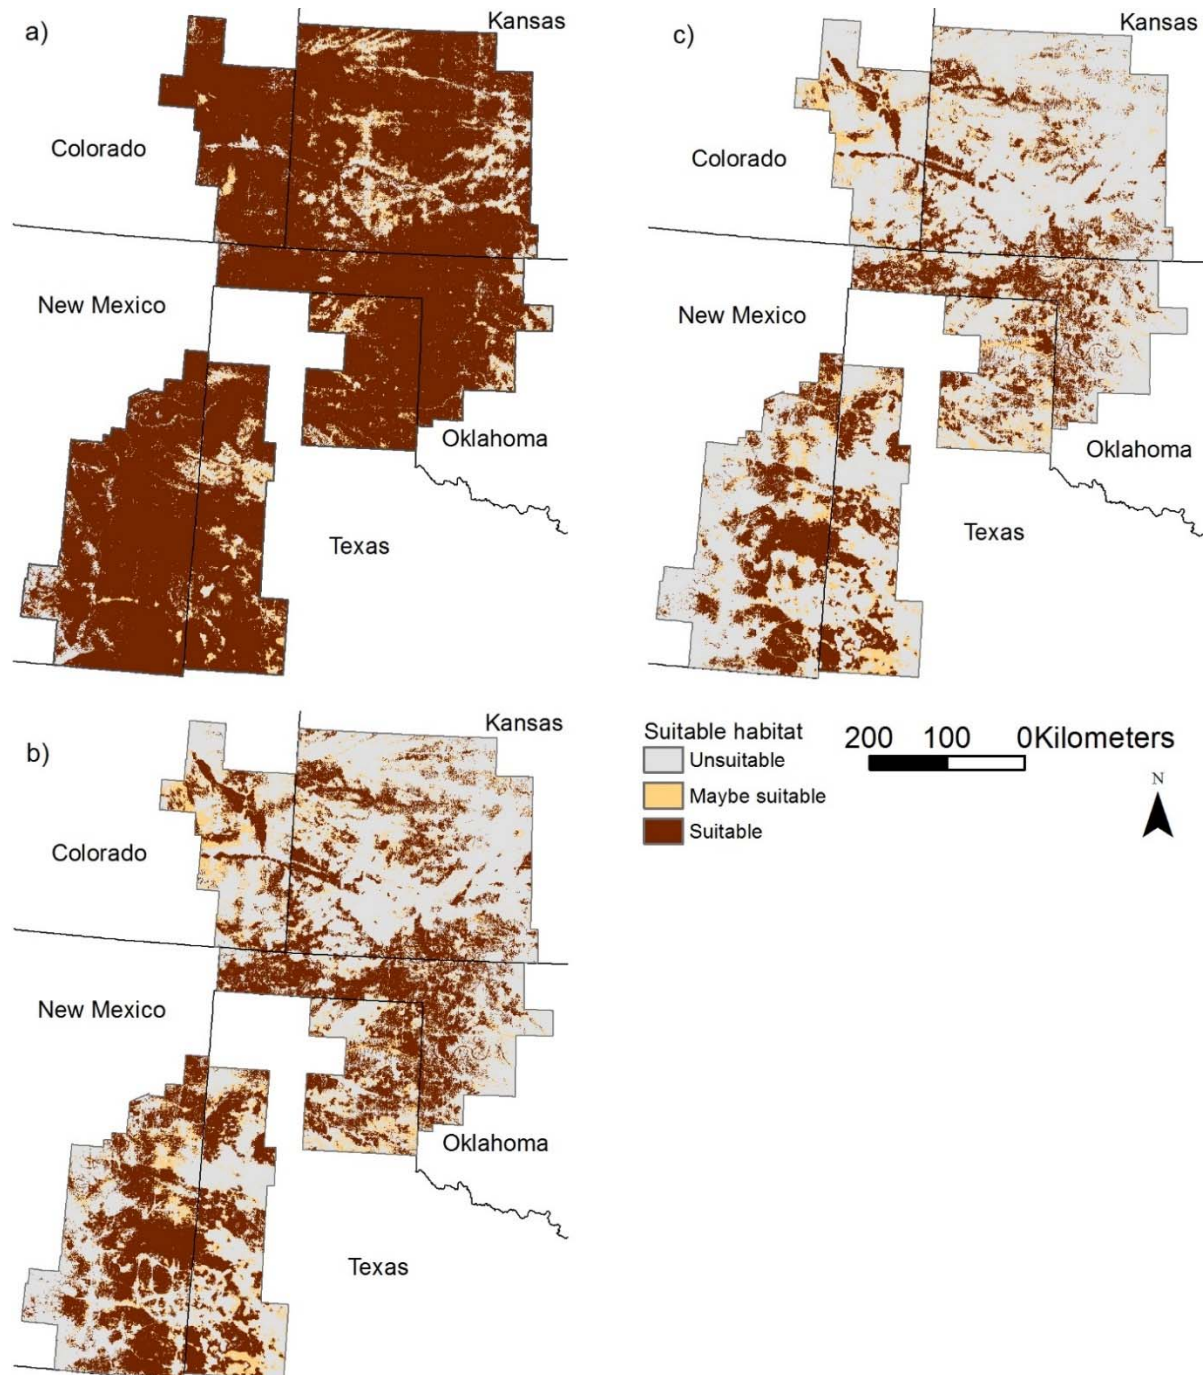 a)
Kansas
Colorado
New Mexico
Oklahoma
Texas
c)
Kansas
Colorado
New Mexico
Oklahoma
Texas
b)
Kansas
Colorado
New Mexico
Oklahoma
Texas
Suitable habitat
Unsuitable
Maybe suitable
Suitable
200 100 0Kilometers
N